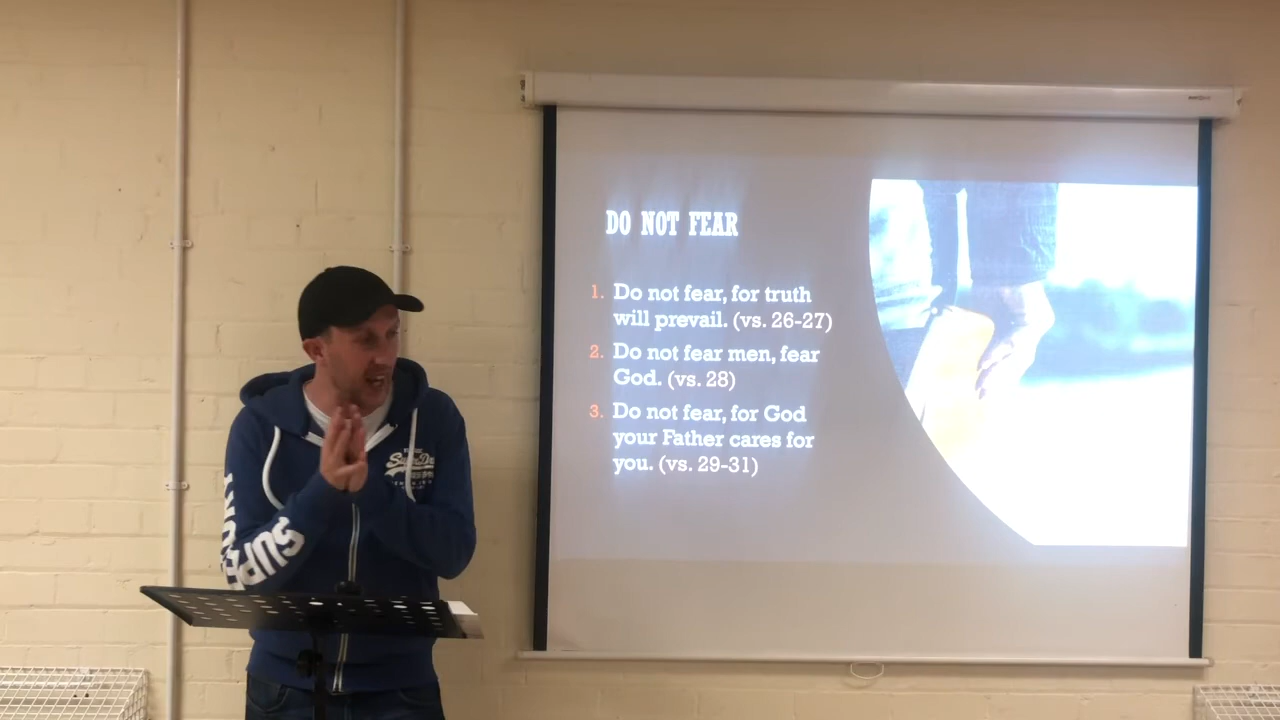 DO NOT FEAR
1. Do not fear, for truth
will prevail. (vs. 26-27)
2. Do not fear men, fear
God. (vs. 28)
3. Do not fear, for God
your Father cares for
you. (vs. 29-31)